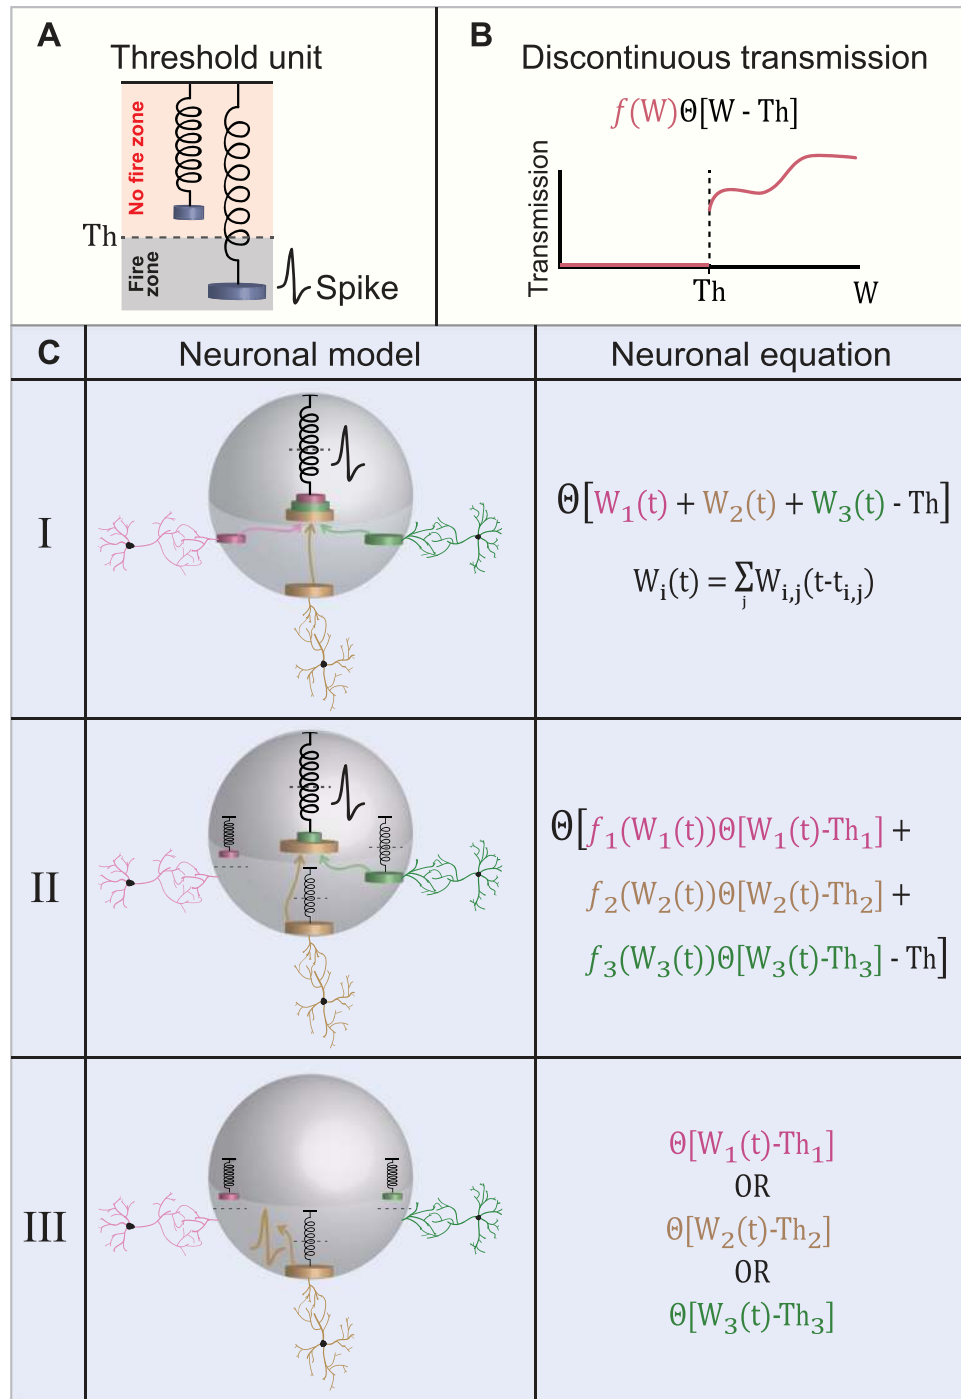 A
Threshold unit
No fire zone
Th
Fire zone
Spike
B
Discontinuous transmission
f(W)Θ[W - Th]
Transmission
Th
W
C
Neuronal model
Neuronal equation
I
Θ[W₁(t) + W₂(t) + W₃(t) - Th]
Wᵢ(t) = ∑ⱼWᵢ,ⱼ(t-tᵢ,ⱼ)
II
Θ[f₁(W₁(t))Θ[W₁(t)-Th₁] +
f₂(W₂(t))Θ[W₂(t)-Th₂] +
f₃(W₃(t))Θ[W₃(t)-Th₃] - Th]
III
Θ[W₁(t)-Th₁]
OR
Θ[W₂(t)-Th₂]
OR
Θ[W₃(t)-Th₃]